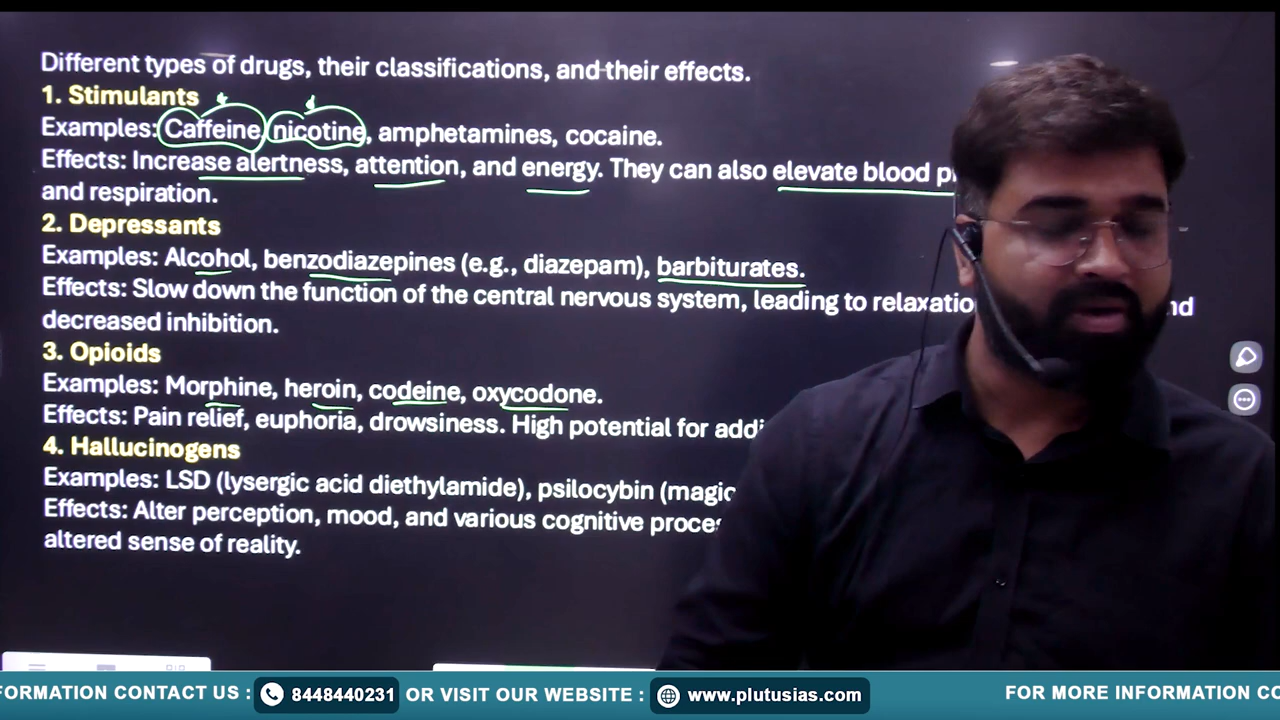 Different types of drugs, their classifications, and their effects.
1. Stimulants
Examples: Caffeine, nicotine, amphetamines, cocaine.
Effects: Increase alertness, attention, and energy. They can also elevate blood
and respiration.
2. Depressants
Examples: Alcohol, benzodiazepines (e.g., diazepam), barbiturates.
Effects: Slow down the function of the central nervous system, leading to
decreased inhibition.
3. Opioids
Examples: Morphine, heroin, codeine, oxycodone.
Effects: Pain relief, euphoria, drowsiness. High potential for
4. Hallucinogens
Examples: LSD (lysergic acid diethylamide), psilocybin
Effects: Alter perception, mood, and various cognitive
altered sense of reality.
CONTACT US : 8448440231 OR VISIT OUR WEBSITE : www.plutusias.com FOR MORE INFORMATION